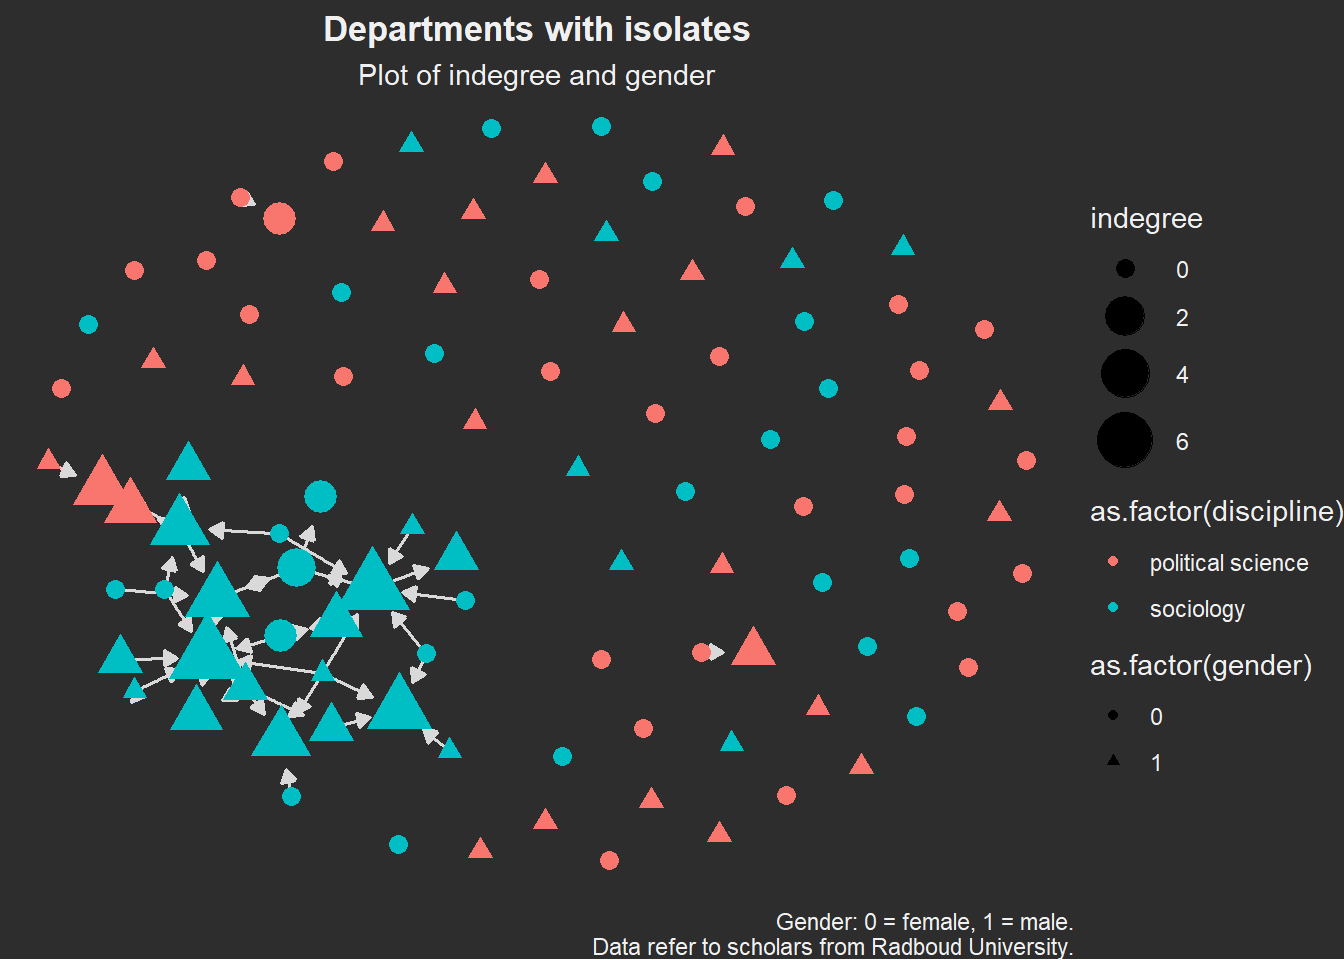 Departments with isolates
Plot of indegree and gender
indegree
0
2
4
6
as.factor(discipline)
political science
sociology
as.factor(gender)
0
1
Gender: 0 = female, 1 = male.
Data refer to scholars from Radboud University.